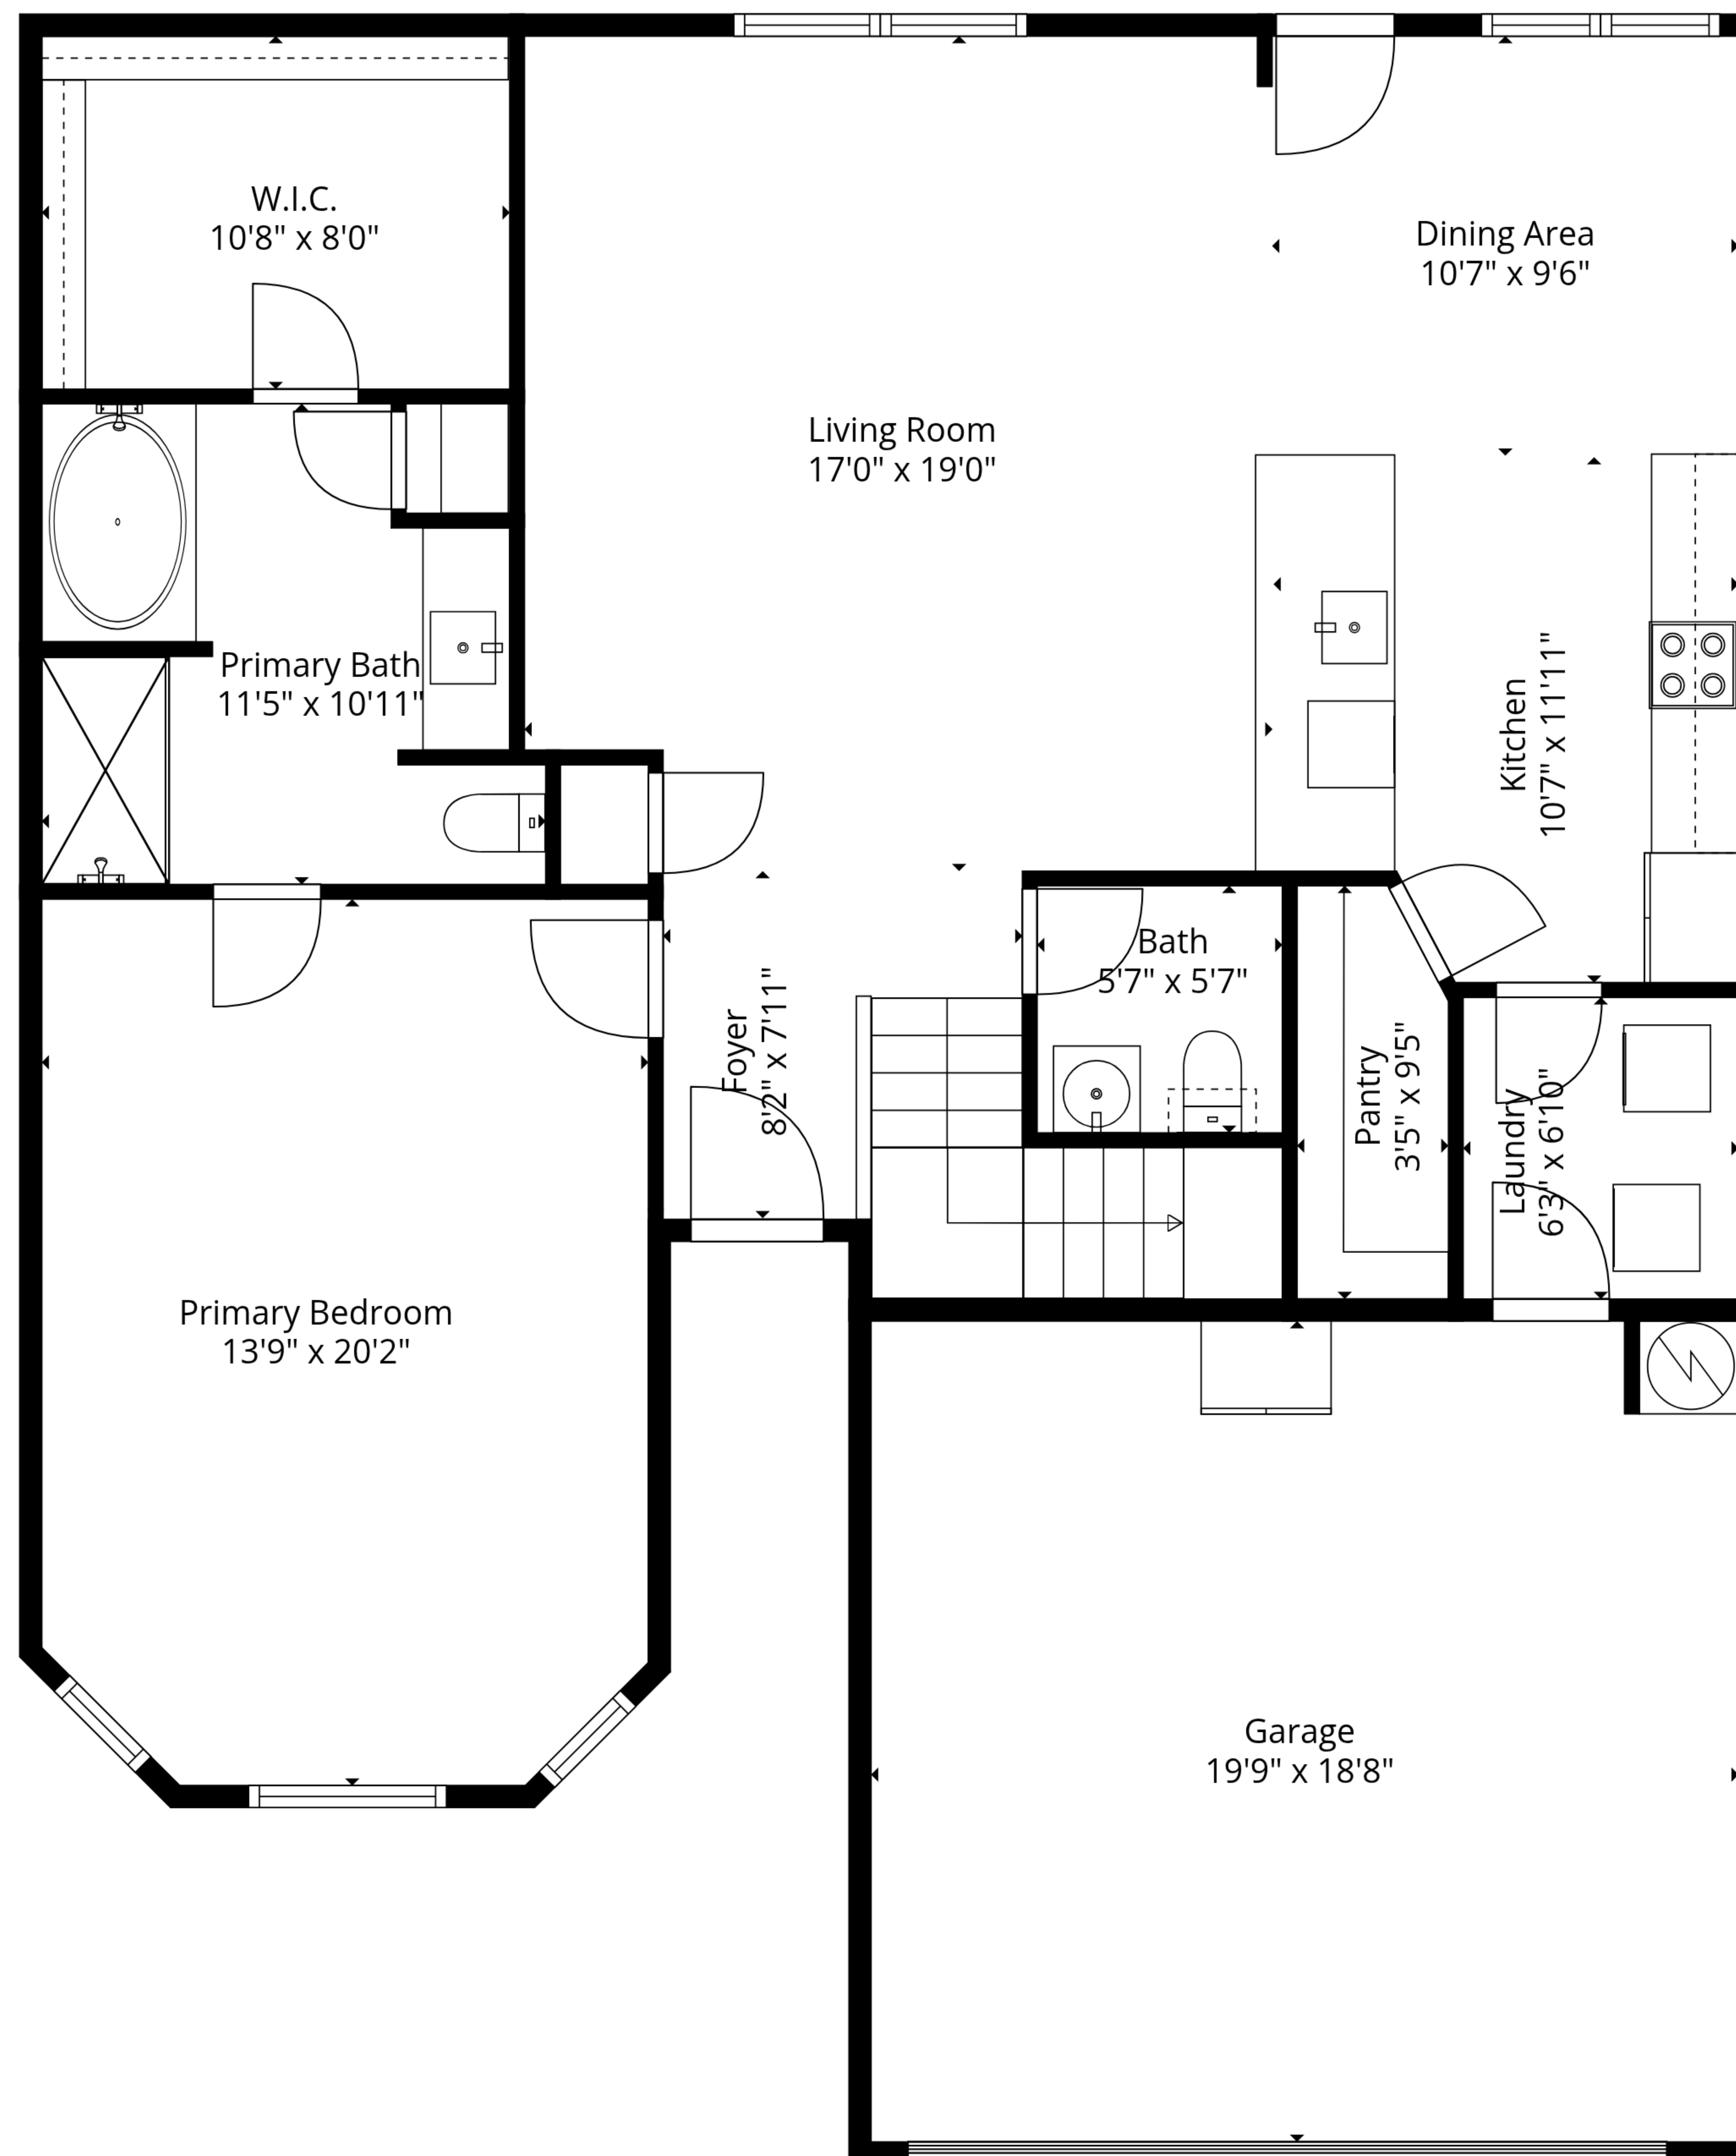 W.I.C.
10'8" x 8'0"
Dining Area
10'7" x 9'6"
Living Room
17'0" x 19'0"
Primary Bath
11'5" x 10'11"
Kitchen
10'7" x 11'11"
Bath
5'7" x 5'7"
Foyer
8'2" x 7'11"
Pantry
3'5" x 9'5"
Laundry
6'3" x 6'10"
Primary Bedroom
13'9" x 20'2"
Garage
19'9" x 18'8"